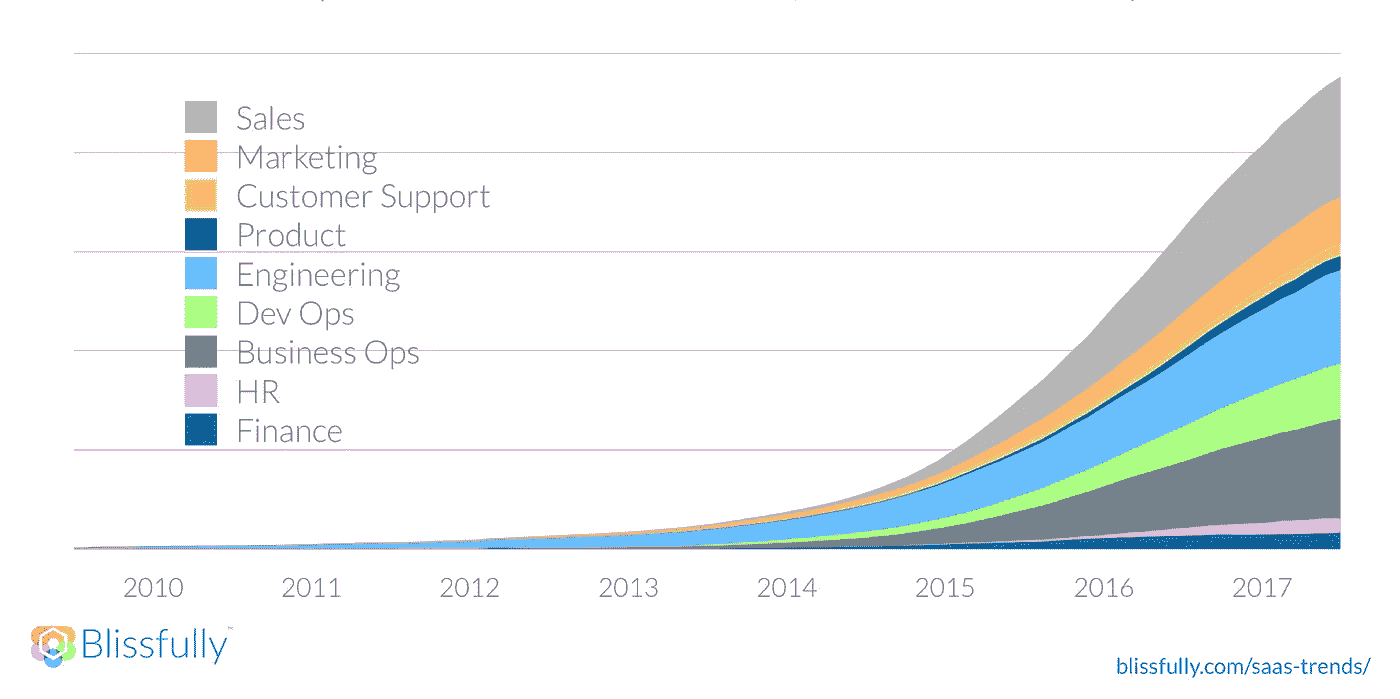 Sales
Marketing
Customer Support
Product
Engineering
Dev Ops
Business Ops
HR
Finance
2010 2011 2012 2013 2014 2015 2016 2017
Blissfully™
blissfully.com/saas-trends/